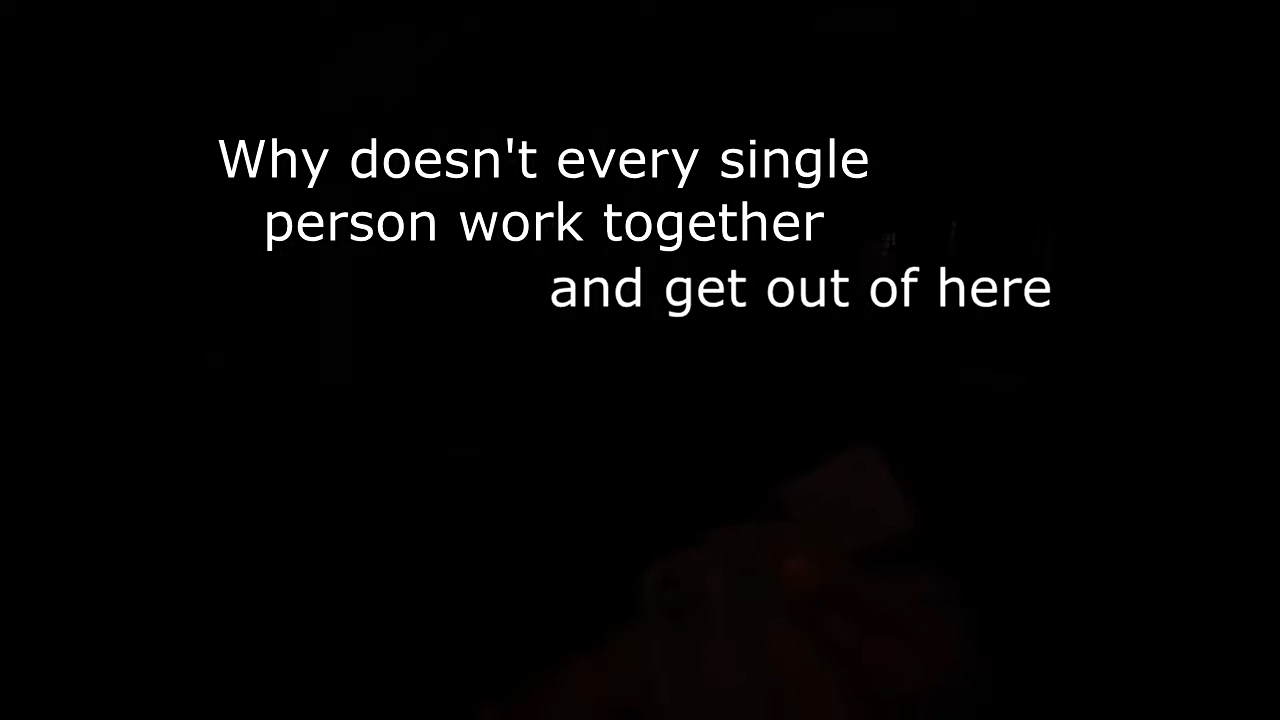 Why doesn't every single
person work together
and get out of here